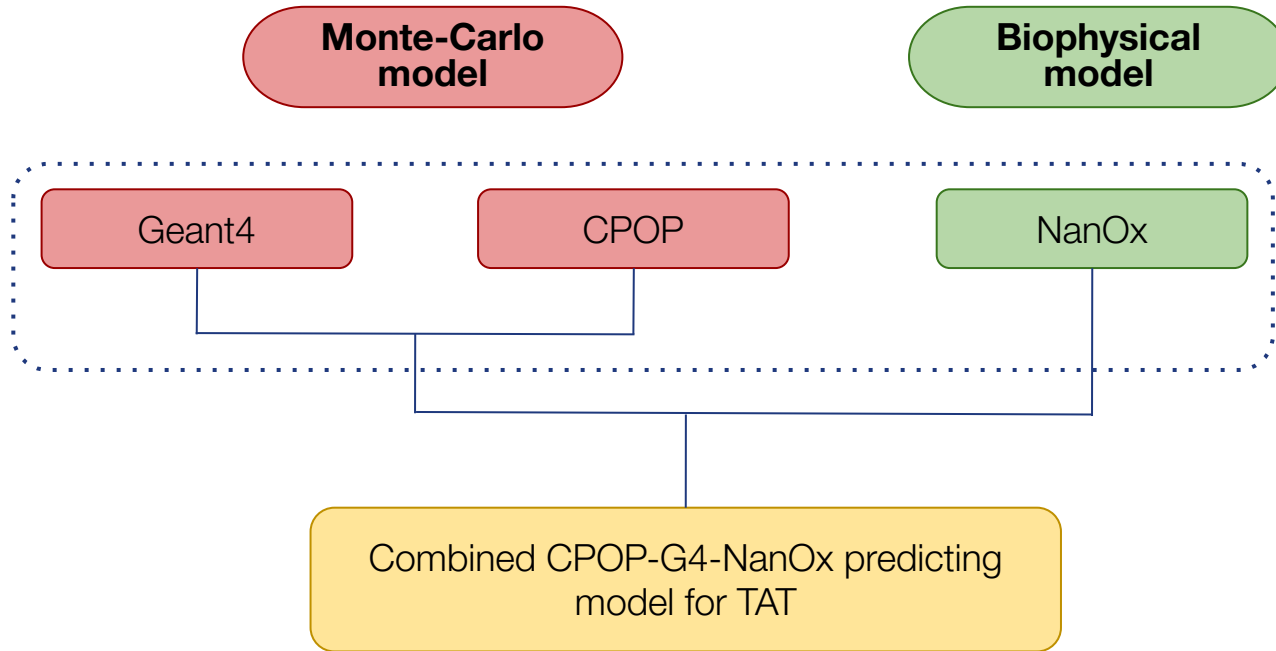 Monte-Carlo
model
Biophysical
model
Geant4
CPOP
NanOx
Combined CPOP-G4-NanOx predicting
model for TAT